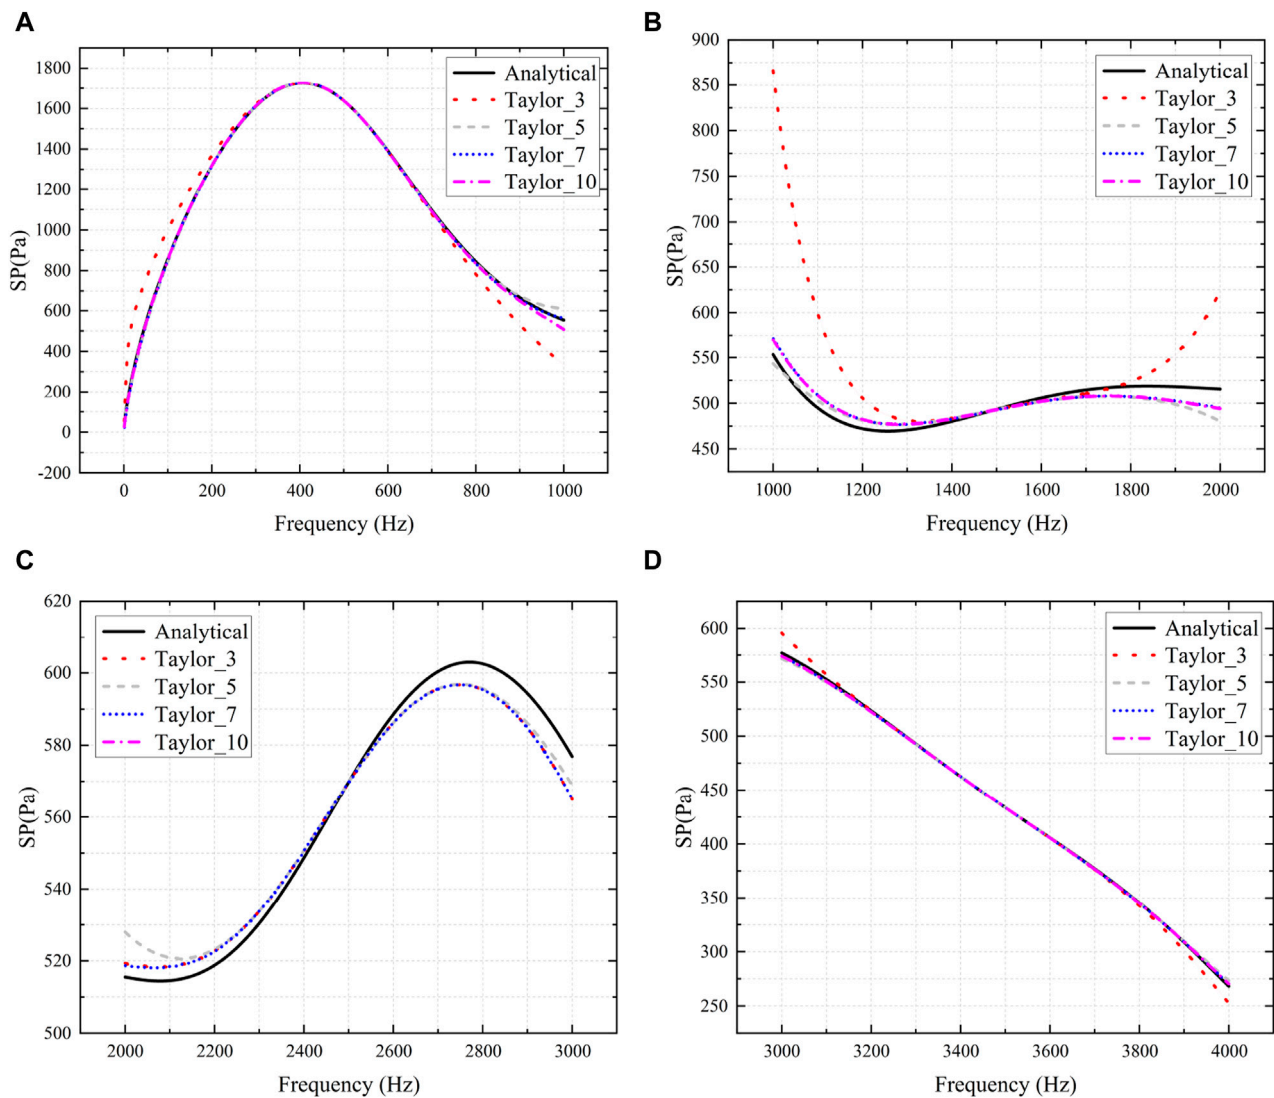 A
1800
1600
1400
1200
1000
800
600
400
200
0
-200
SP(Pa)
Analytical
Taylor_3
Taylor_5
Taylor_7
Taylor_10
0 200 400 600 800 1000
Frequency (Hz)
B
900
850
800
750
700
650
600
550
500
450
SP(Pa)
Analytical
Taylor_3
Taylor_5
Taylor_7
Taylor_10
1000 1200 1400 1600 1800 2000
Frequency (Hz)
C
620
600
580
560
540
520
500
SP(Pa)
Analytical
Taylor_3
Taylor_5
Taylor_7
Taylor_10
2000 2200 2400 2600 2800 3000
Frequency (Hz)
D
600
550
500
450
400
350
300
250
SP(Pa)
Analytical
Taylor_3
Taylor_5
Taylor_7
Taylor_10
3000 3200 3400 3600 3800 4000
Frequency (Hz)